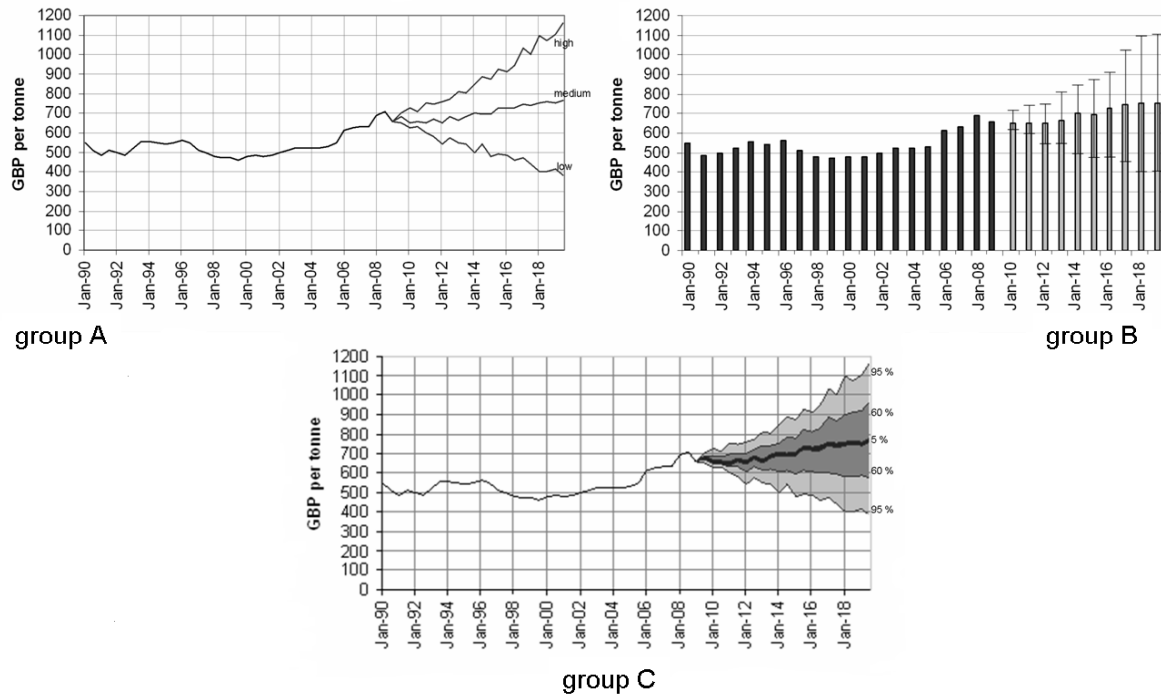 GBP per tonne
1200
1100
1000
900
800
700
600
500
400
300
200
100
0
high
medium
low
Jan-90
Jan-92
Jan-94
Jan-96
Jan-98
Jan-00
Jan-02
Jan-04
Jan-06
Jan-08
Jan-10
Jan-12
Jan-14
Jan-16
Jan-18
group A
GBP per tonne
1200
1100
1000
900
800
700
600
500
400
300
200
100
0
Jan-90
Jan-92
Jan-94
Jan-96
Jan-98
Jan-00
Jan-02
Jan-04
Jan-06
Jan-08
Jan-10
Jan-12
Jan-14
Jan-16
Jan-18
group B
GBP per tonne
1200
1100
1000
900
800
700
600
500
400
300
200
100
0
95 %
60 %
5 %
60 %
95 %
Jan-90
Jan-92
Jan-94
Jan-96
Jan-98
Jan-00
Jan-02
Jan-04
Jan-06
Jan-08
Jan-10
Jan-12
Jan-14
Jan-16
Jan-18
group C